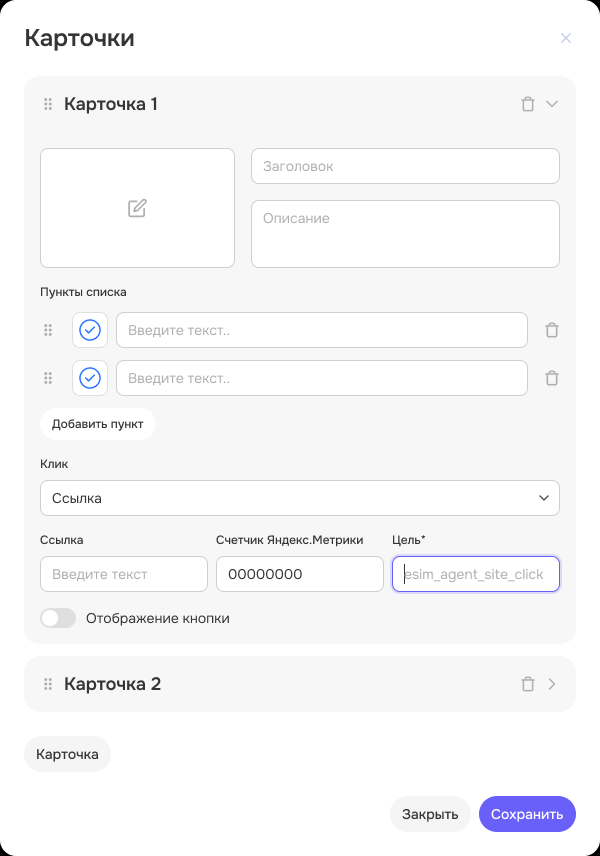 Карточки
Карточка 1
Заголовок
Описание
Пункты списка
Введите текст..
Введите текст..
Добавить пункт
Клик
Ссылка
Ссылка Счетчик Яндекс.Метрики Цель*
Введите текст 00000000 esim_agent_site_click
Отображение кнопки
Карточка 2
Карточка
Закрыть Сохранить